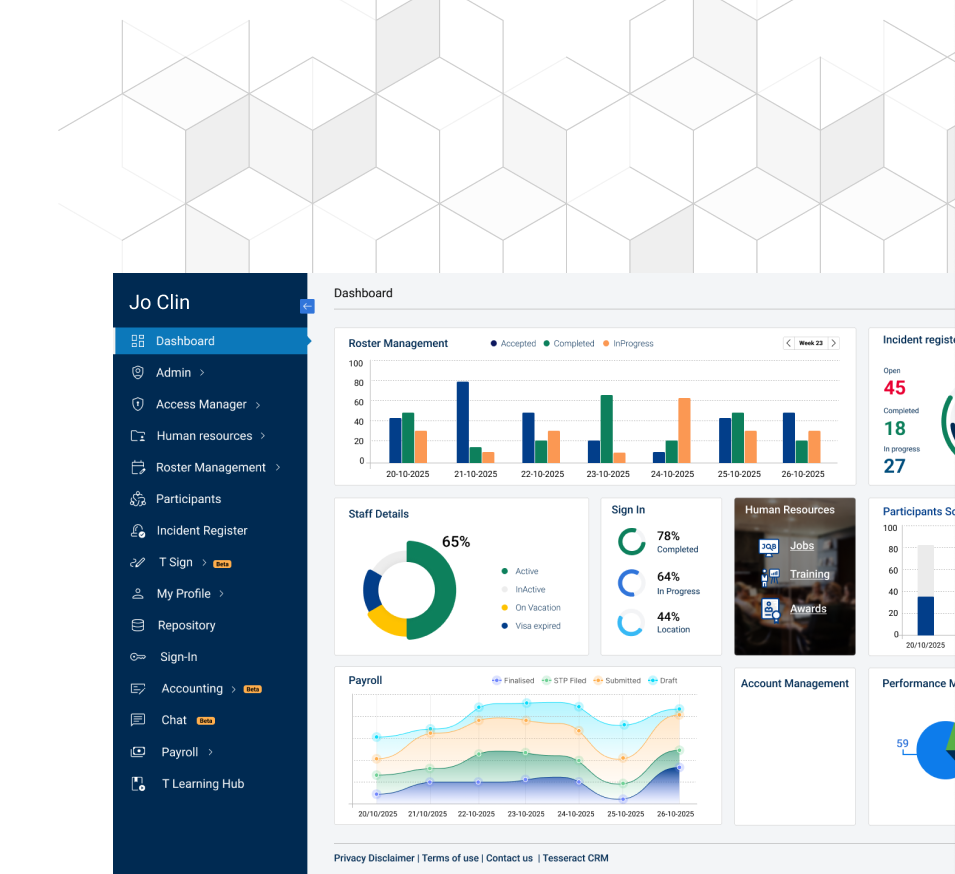 Jo Clin
Dashboard
Admin
Access Manager
Human resources
Roster Management
Participants
Incident Register
T Sign Beta
My Profile
Repository
Sign-In
Accounting Beta
Chat Beta
Payroll
T Learning Hub
Dashboard
Roster Management
Accepted Completed InProgress
Week 23
100
80
60
40
20
0
20-10-2025 21-10-2025 22-10-2025 23-10-2025 24-10-2025 25-10-2025 26-10-2025
Incident registe
Open
45
Completed
18
In progress
27
Staff Details
65%
Active
InActive
On Vacation
Visa expired
Sign In
78%
Completed
64%
In Progress
44%
Location
Human Resources
JOB
Jobs
Training
Awards
Participants Sc
100
80
60
40
20
0
20/10/2025
Payroll
Finalised STP Filed Submitted Draft
20/10/2025 21/10/2025 22-10-2025 23-10-2025 24-10-2025 25-10-2025 26-10-2025
Account Management
Performance M
59
Privacy Disclaimer | Terms of use | Contact us | Tesseract CRM